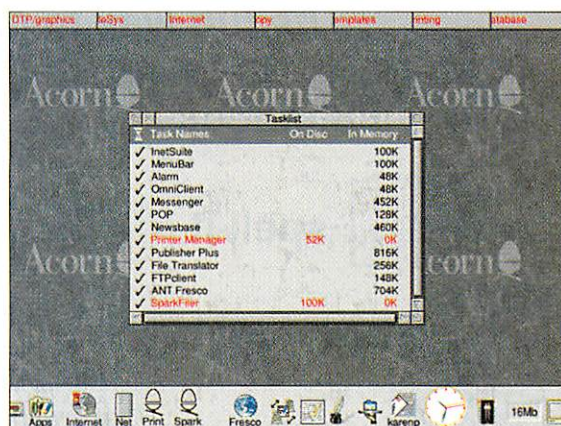 DTP/graphics Internet
Acorn Acorn Acorn
Tasklist
Task Names On Disc In Memory
InetSuite 100K
MenuBar 100K
Alarm 48K
OmniClient 48K
Messenger 452K
POP 128K
Newsbase 460K
Printer Manager 52K 0K
Publisher Plus 816K
File Translator 256K
FTPclient 148K
ANT Fresco 704K
SparkFiler 100K 0K
Acorn corn
Apps Internet Net Print Spark Fresco karenp 16Mb